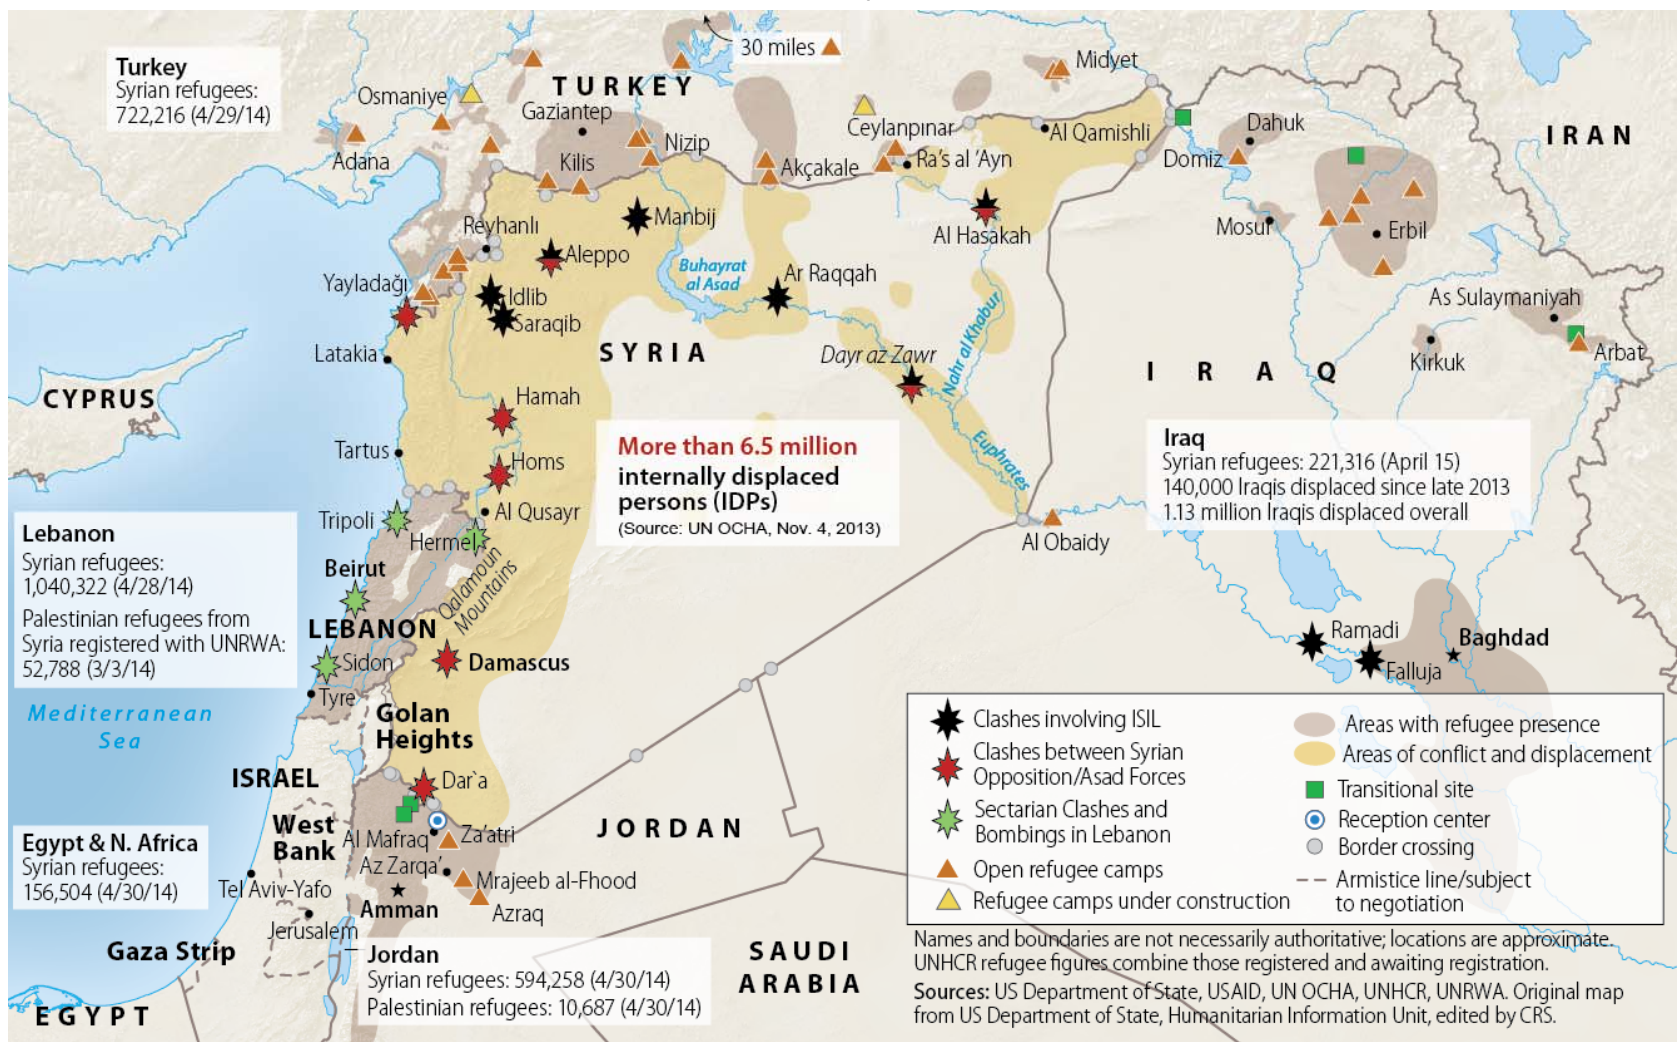 30 miles
Turkey
Syrian refugees:
722,216 (4/29/14)
TURKEY
Osmaniye
Gaziantep
Adana
Kilis
Nizip
Akçakale
Ceylanpınar
Ra's al 'Ayn
Al Qamishli
Midyet
Domiz
Dahuk
IRAN
Mosul
Erbil
Reyhanlı
Manbij
Aleppo
Al Hasakah
Yayladağı
Idlib
Saraqib
Buhayrat
al Asad
Ar Raqqah
Nahr al Khabur
As Sulaymaniyah
Kirkuk
Arbat
Latakia
SYRIA
Dayr az Zawr
IRAQ
CYPRUS
Hamah
Tartus
Homs
Euphrates
More than 6.5 million
internally displaced
persons (IDPs)
(Source: UN OCHA, Nov. 4, 2013)
Iraq
Syrian refugees: 221,316 (April 15)
140,000 Iraqis displaced since late 2013
1.13 million Iraqis displaced overall
Al Qusayr
Tripoli
Hermel
Al Obaidy
Lebanon
Syrian refugees:
1,040,322 (4/28/14)
Palestinian refugees from
Syria registered with UNRWA:
52,788 (3/3/14)
Beirut
Qalamoun
Mountains
LEBANON
Sidon
Damascus
Tyre
Ramadi
Falluja
Baghdad
Mediterranean
Sea
Golan
Heights
ISRAEL
Dar`a
West
Bank
Al Mafraq
Za'atri
JORDAN
Az Zarqa'
Mrajeeb al-Fhood
Azraq
Amman
Egypt & N. Africa
Syrian refugees:
156,504 (4/30/14)
Tel Aviv-Yafo
Jerusalem
Gaza Strip
Jordan
Syrian refugees: 594,258 (4/30/14)
Palestinian refugees: 10,687 (4/30/14)
SAUDI
ARABIA
EGYPT
Clashes involving ISIL
Clashes between Syrian
Opposition/Asad Forces
Sectarian Clashes and
Bombings in Lebanon
Open refugee camps
Refugee camps under construction
Areas with refugee presence
Areas of conflict and displacement
Transitional site
Reception center
Border crossing
Armistice line/subject
to negotiation
Names and boundaries are not necessarily authoritative; locations are approximate.
UNHCR refugee figures combine those registered and awaiting registration.
Sources: US Department of State, USAID, UN OCHA, UNHCR, UNRWA. Original map
from US Department of State, Humanitarian Information Unit, edited by CRS.